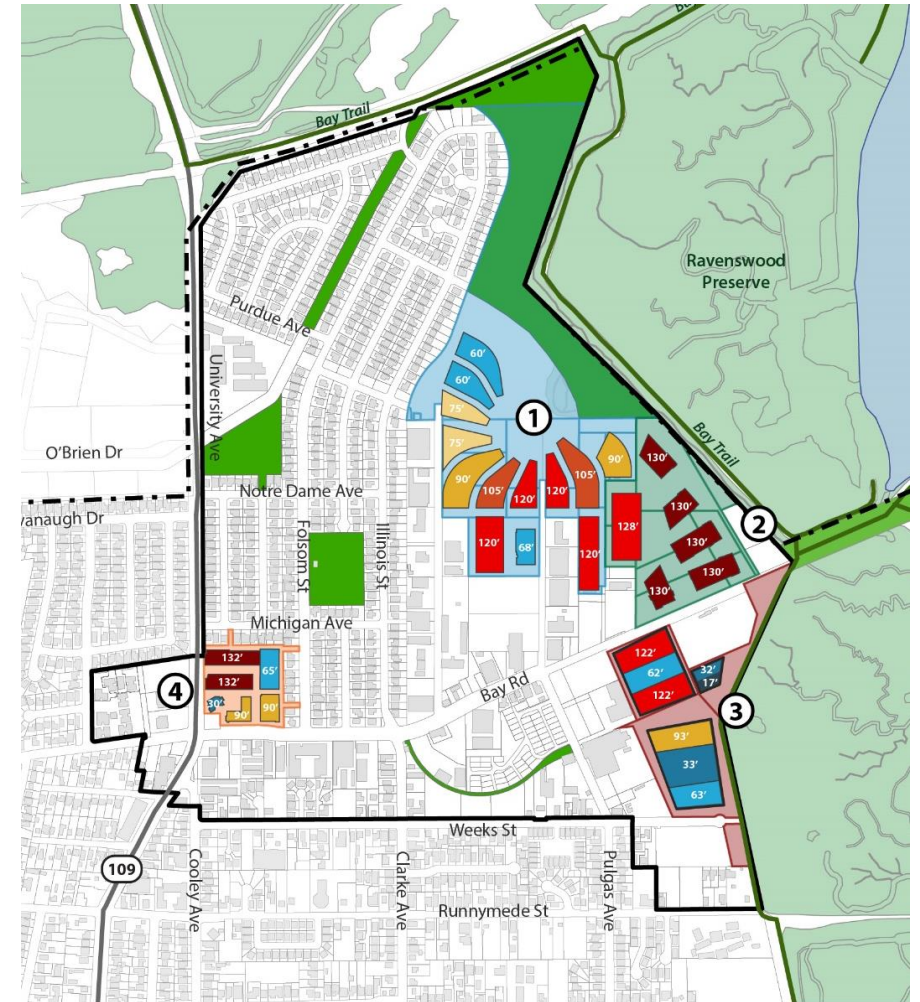 Ba
Bay Trail
Ravenswood
Preserve
Purdue Ave
60'
60'
University Ave
75'
1
Bay Trail
75'
O'Brien Dr
90'
130'
90'
105'
105'
Notre Dame Ave
120'
120'
vanaugh Dr
130'
2
Folsom St
Illinois St
128'
120'
68'
120'
130'
130'
130'
Michigan Ave
132'
65'
122'
4
132'
62'
32'
17'
Bay Rd
122'
30'
90'
90'
3
93'
33'
63'
Weeks St
109
Cooley Ave
Clarke Ave
Pulgas Ave
Runnymede St